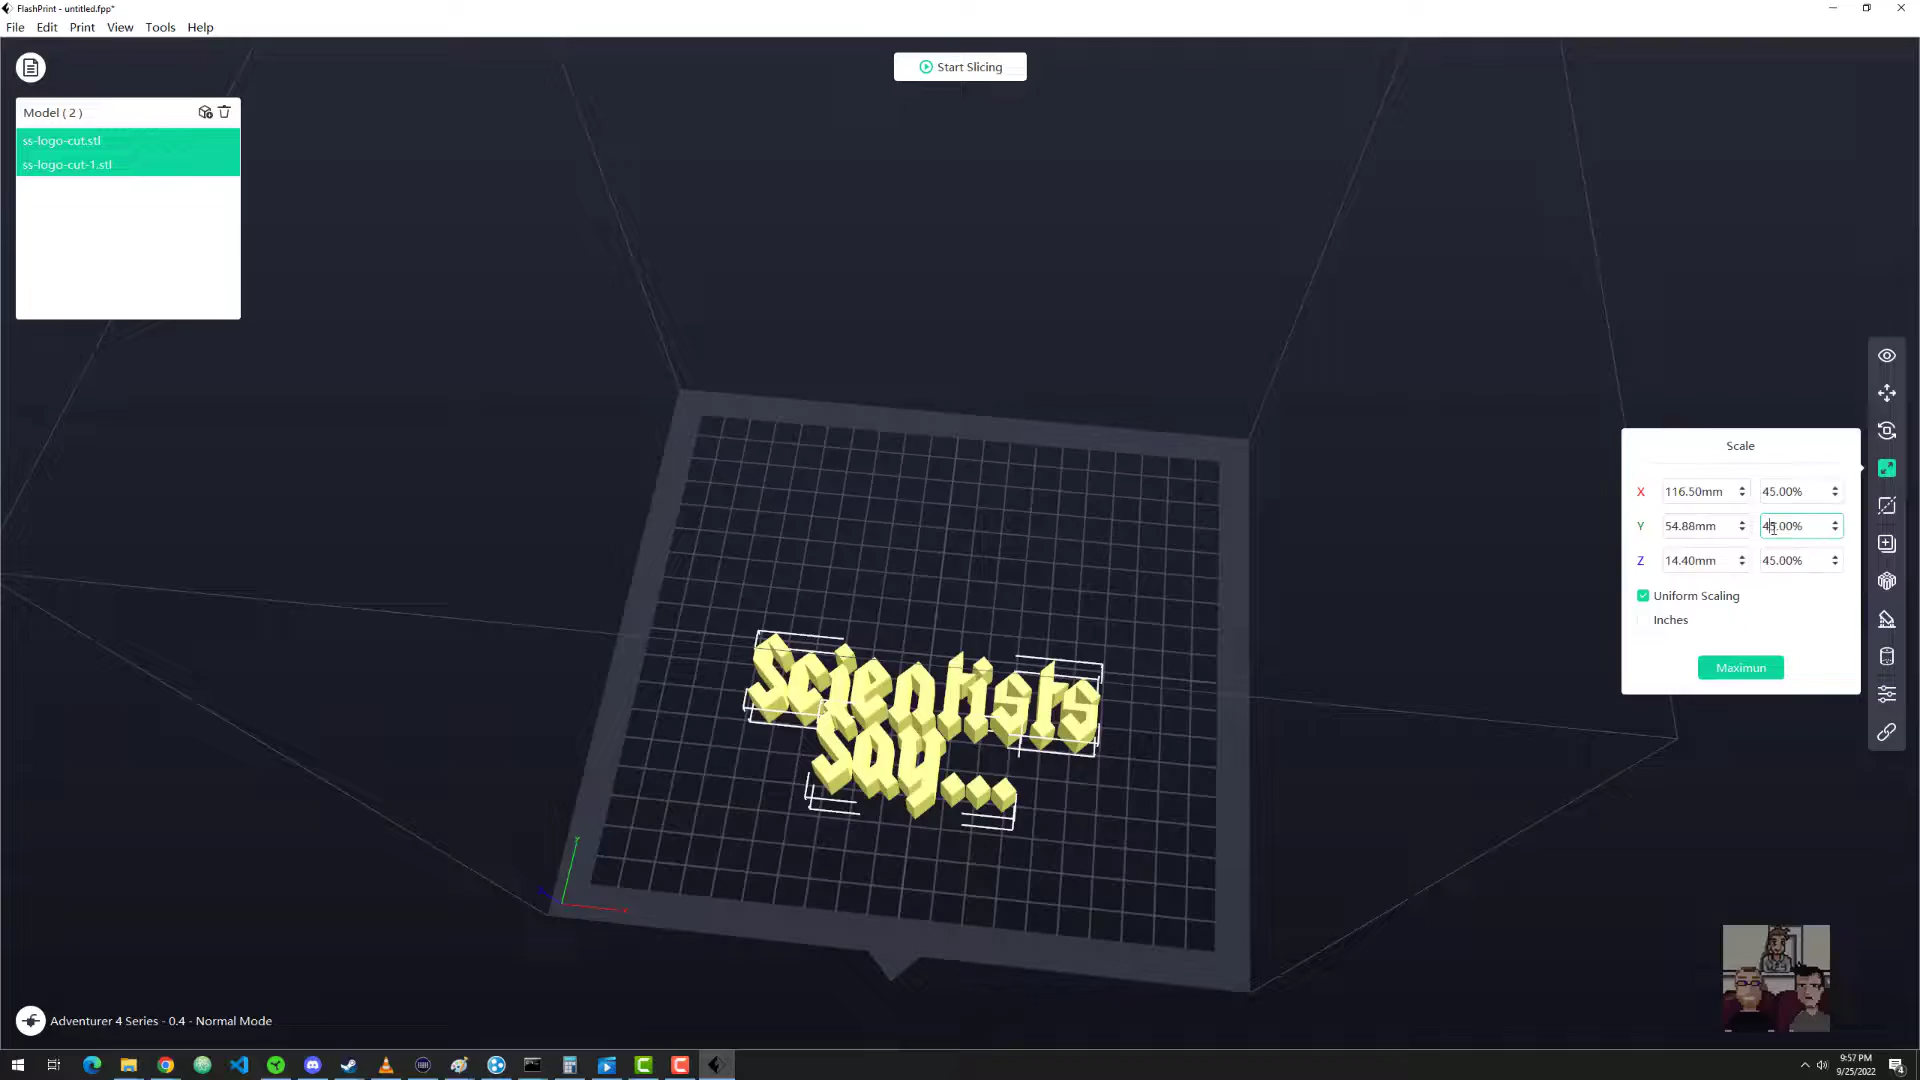 FlashPrint - untitled.fpp*
File Edit Print View Tools Help
Start Slicing
Model ( 2 )
ss-logo-cut.stl
ss-logo-cut-1.stl
Scale
X 116.50mm 45.00%
Y 54.88mm 45.00%
Z 14.40mm 45.00%
Uniform Scaling
Inches
Maximun
Scientists
Say...
Adventurer 4 Series - 0.4 - Normal Mode
9:57 PM
9/25/2022